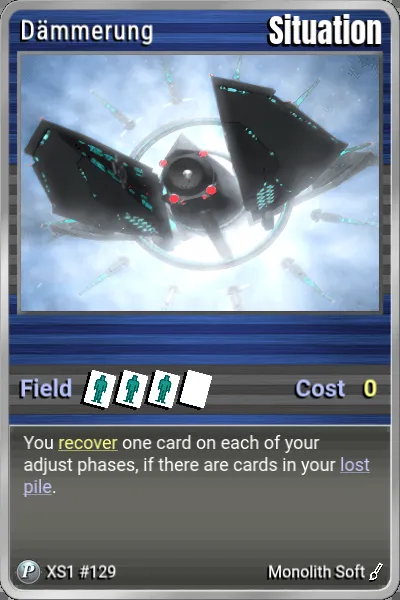 Dämmerung
Situation
Field
Cost 0
You recover one card on each of your
adjust phases, if there are cards in your lost
pile.
P XS1 #129
Monolith Soft